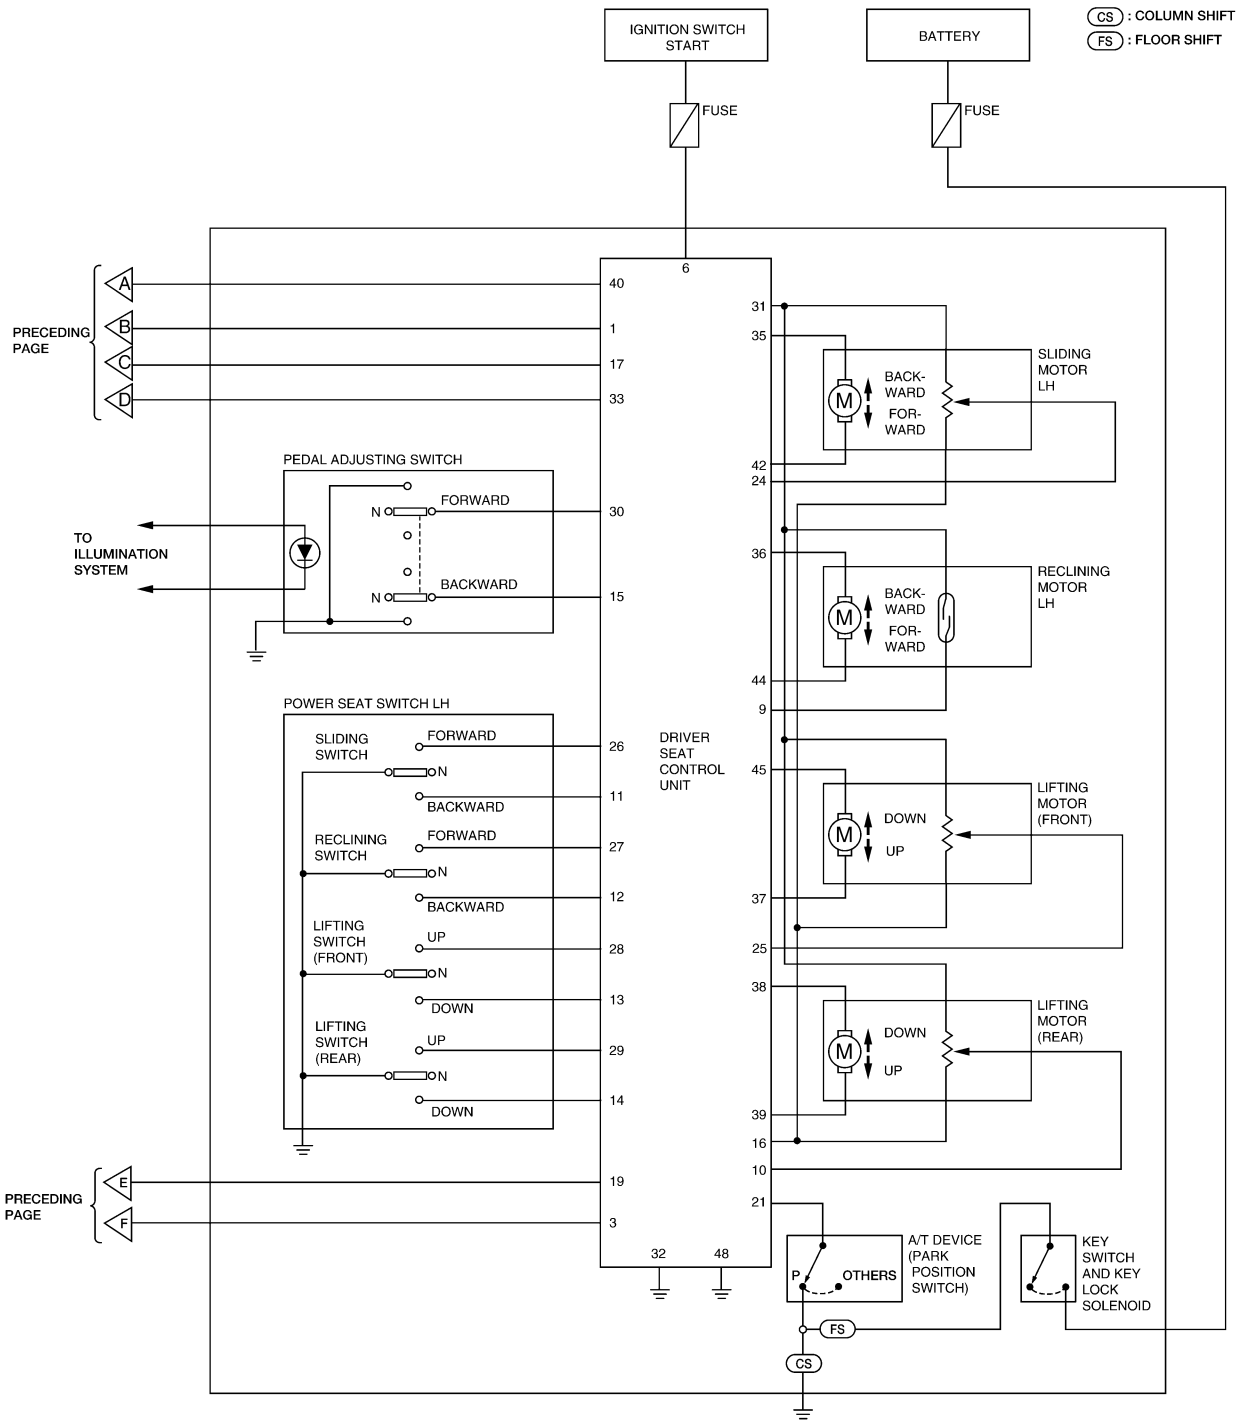 IGNITION SWITCH
START
BATTERY
CS : COLUMN SHIFT
FS : FLOOR SHIFT
FUSE
FUSE
6
PRECEDING
PAGE
A
B
C
D
40
1
17
33
31
35
SLIDING
MOTOR
LH
M
BACK-
WARD
FOR-
WARD
42
24
PEDAL ADJUSTING SWITCH
N
FORWARD
30
TO
ILLUMINATION
SYSTEM
N
BACKWARD
15
36
RECLINING
MOTOR
LH
M
BACK-
WARD
FOR-
WARD
44
9
POWER SEAT SWITCH LH
SLIDING
SWITCH
FORWARD
26
N
BACKWARD
11
RECLINING
SWITCH
FORWARD
27
N
BACKWARD
12
LIFTING
SWITCH
(FRONT)
UP
28
N
DOWN
13
LIFTING
SWITCH
(REAR)
UP
29
N
DOWN
14
DRIVER
SEAT
CONTROL
UNIT
45
LIFTING
MOTOR
(FRONT)
M
DOWN
UP
37
25
38
LIFTING
MOTOR
(REAR)
M
DOWN
UP
39
16
10
21
PRECEDING
PAGE
E
F
19
3
32
48
A/T DEVICE
(PARK
POSITION
SWITCH)
P
OTHERS
KEY
SWITCH
AND KEY
LOCK
SOLENOID
FS
CS